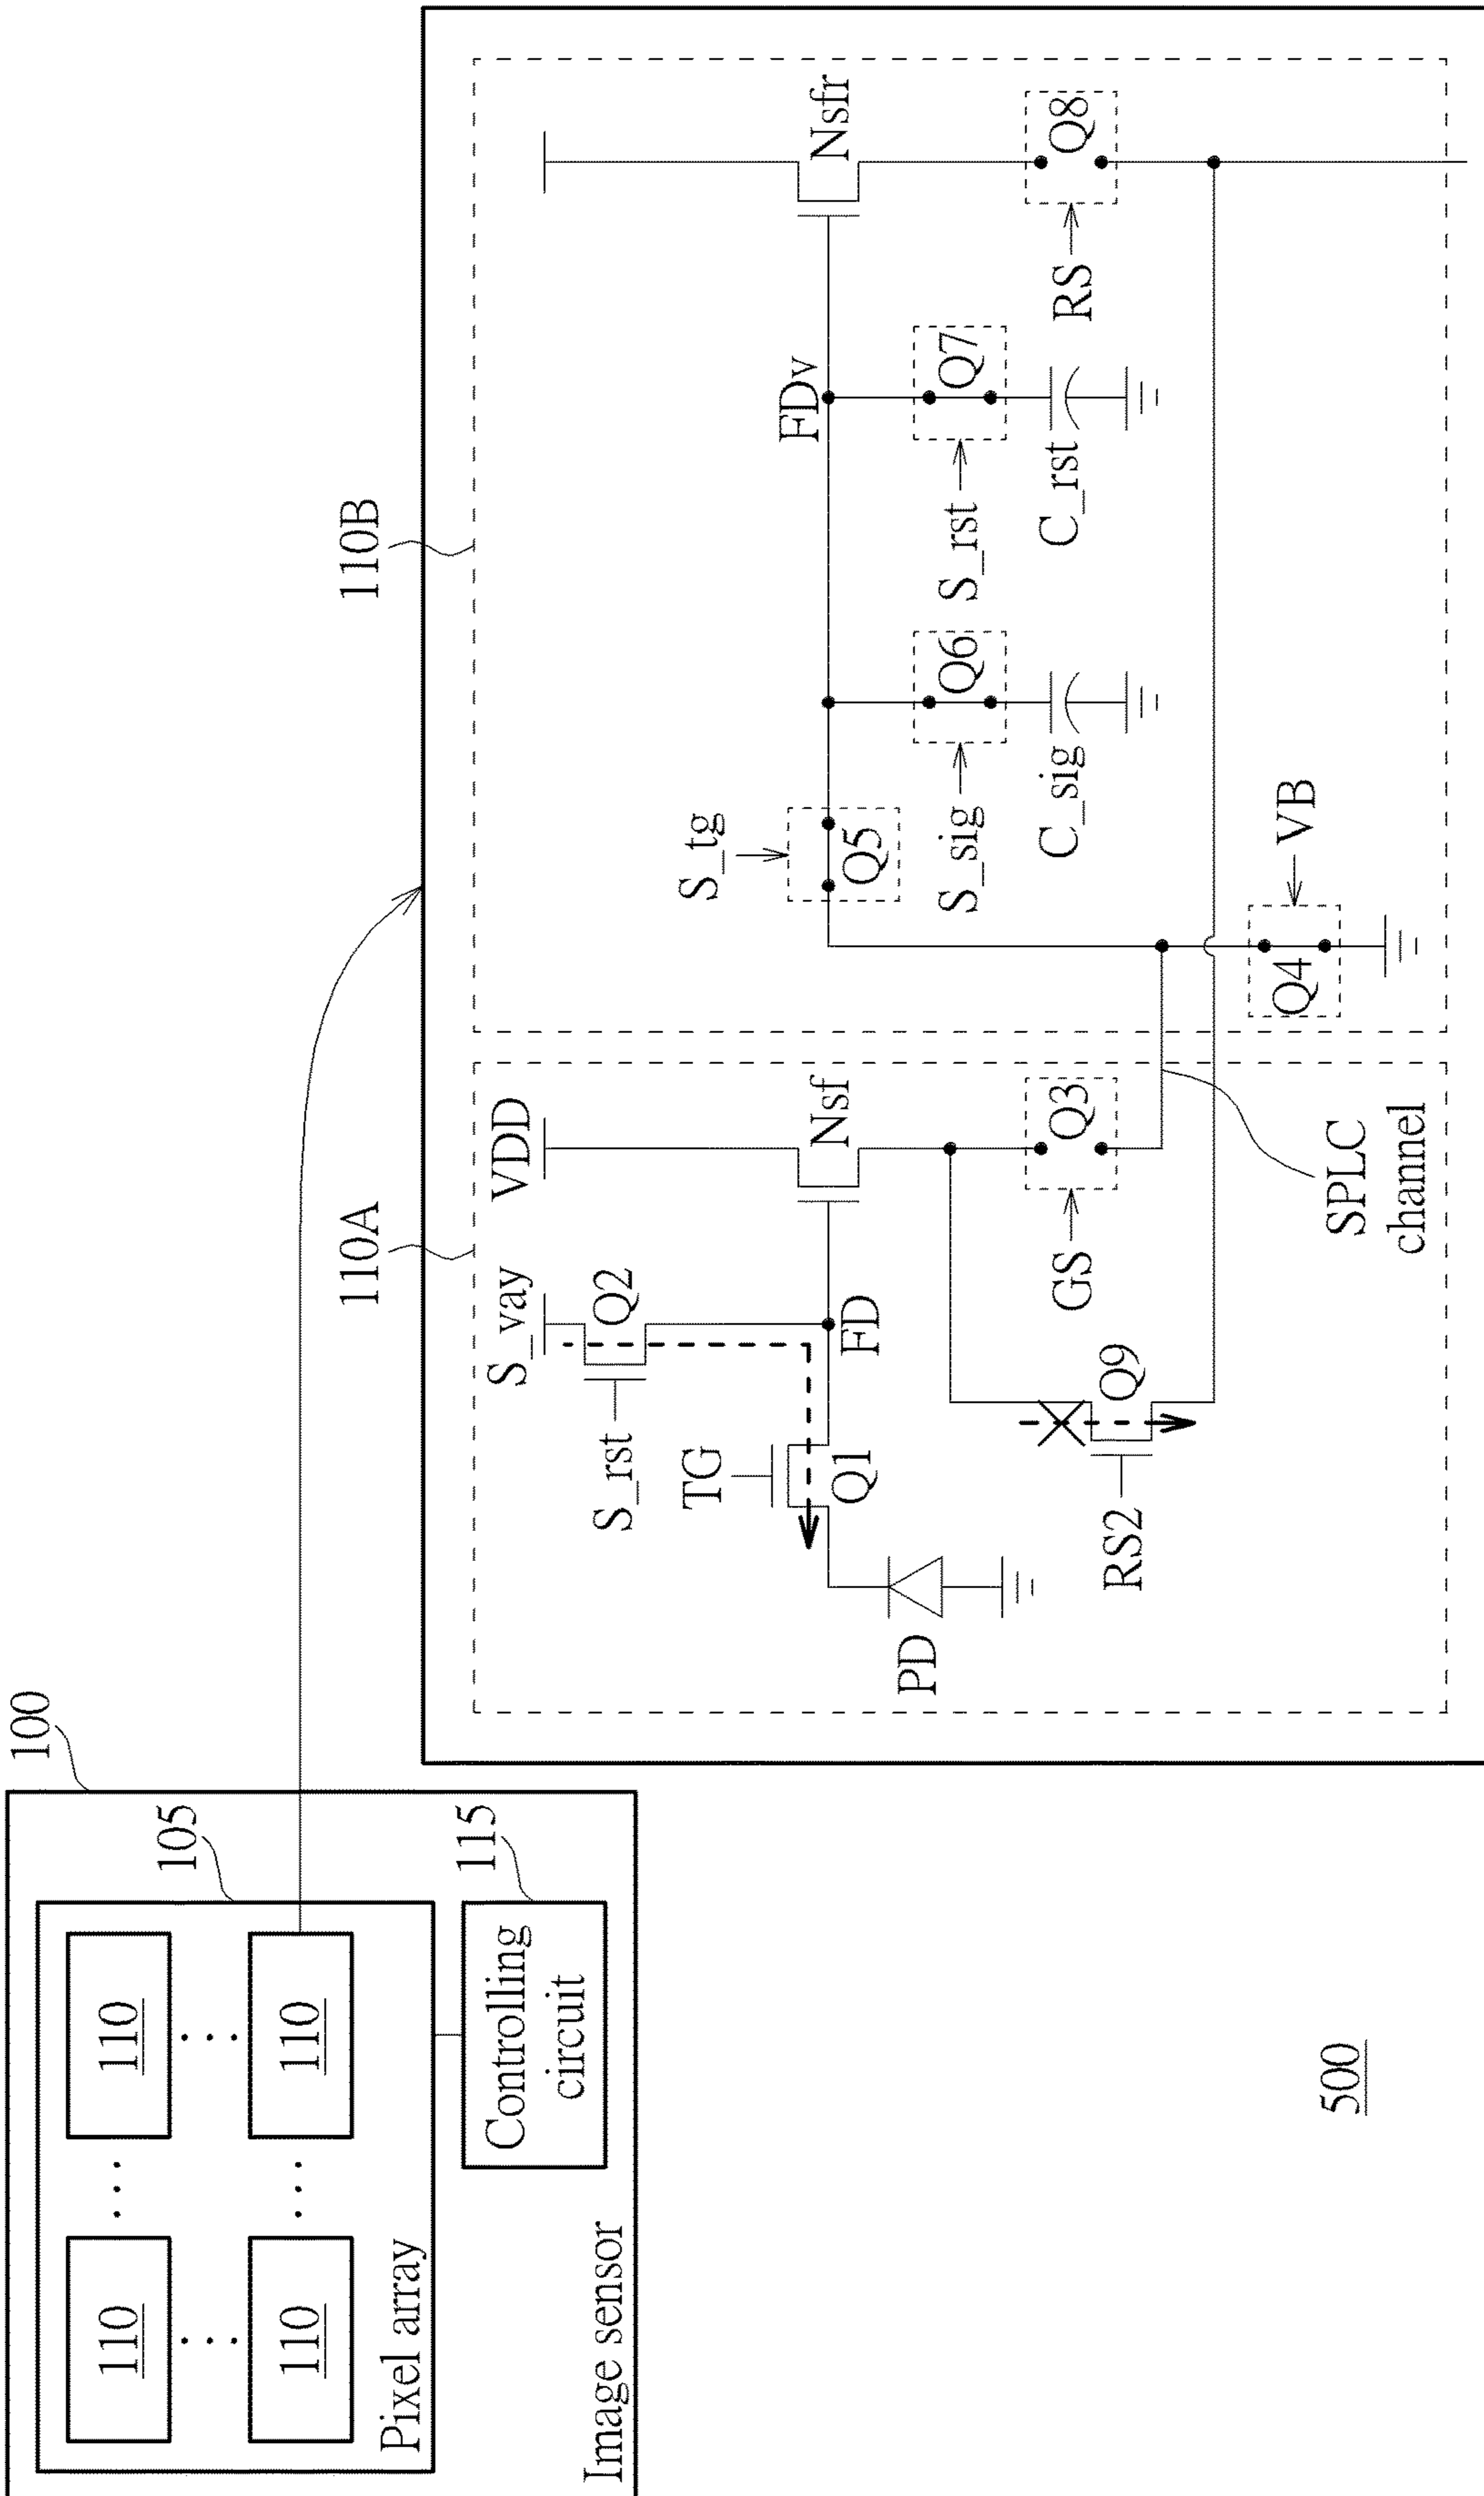 100
105
110
110
110
110
Pixel array
115
Controlling
circuit
Image sensor
110A
110B
S_vay
VDD
S_rst
Q2
TG
Q1
FD
Nsf
PD
RS2
Q9
GS
Q3
SPLC
channel
S_tg
Q5
FDv
Nsfr
S_sig
Q6
S_rst
Q7
C_sig
C_rst
RS
Q8
Q4
VB
500